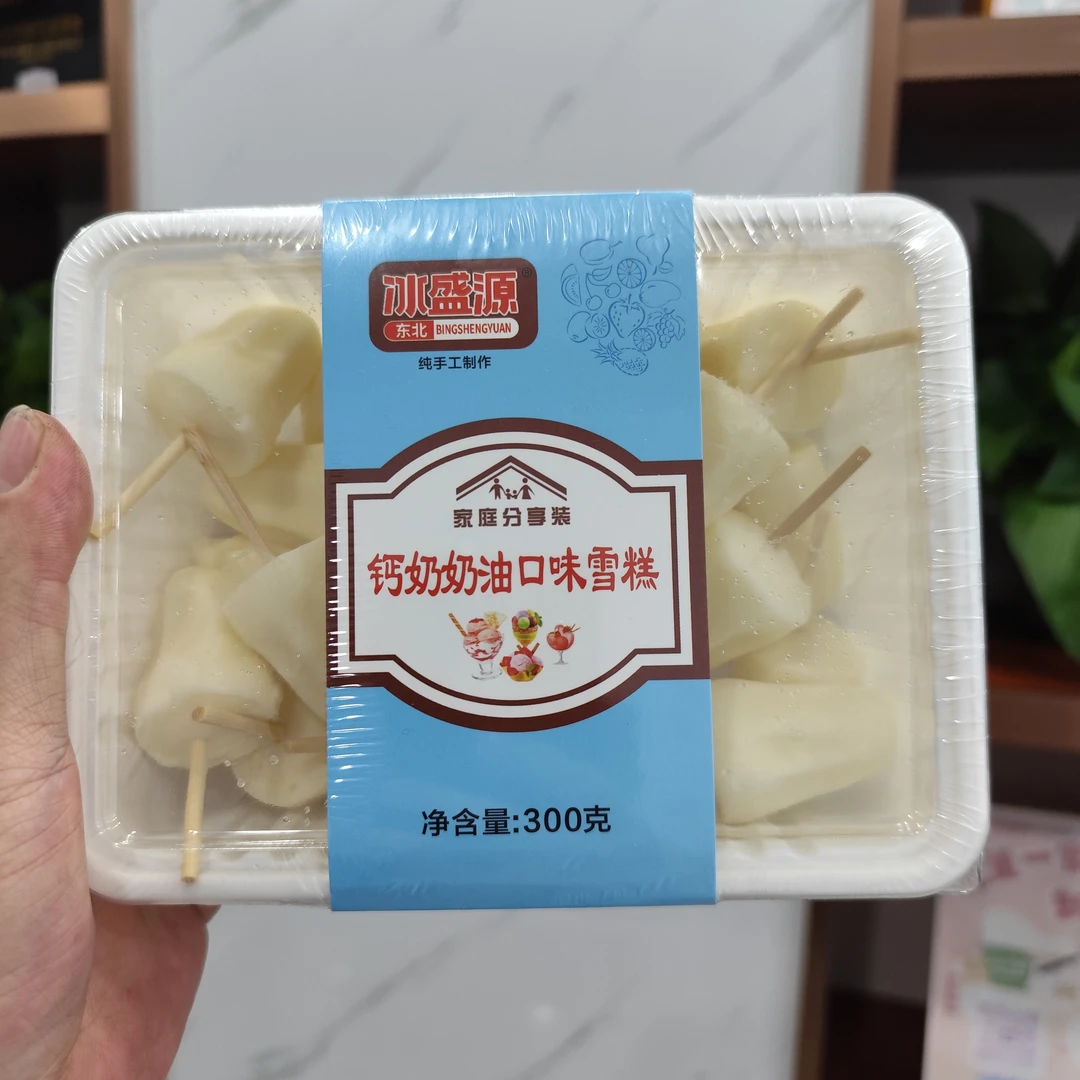 冰盛源®
东北 BINGSHENGYUAN
纯手工制作
家庭分享装
钙奶奶油口味雪糕
净含量:300克